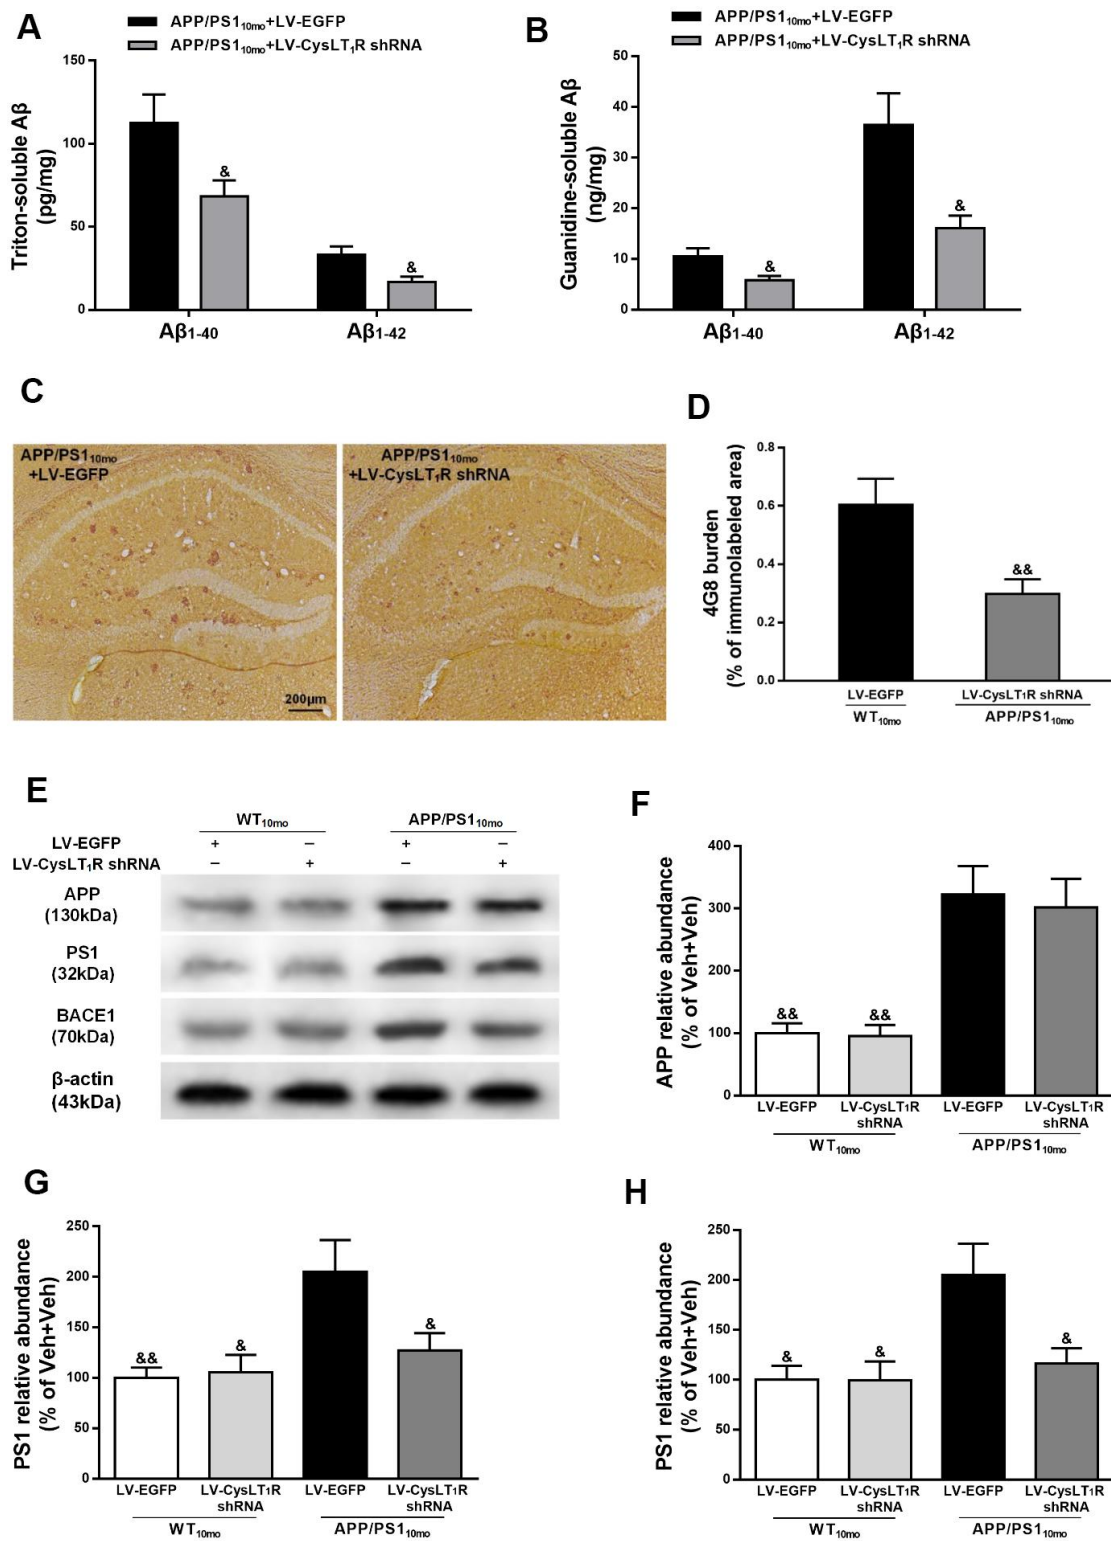 A
APP/PS110mo+LV-EGFP
APP/PS110mo+LV-CysLT1R shRNA
150
100
50
0
Triton-soluble Aβ
(pg/mg)
&
&
Aβ1-40
Aβ1-42
B
APP/PS110mo+LV-EGFP
APP/PS110mo+LV-CysLT1R shRNA
50
40
30
20
10
0
Guanidine-soluble Aβ
(ng/mg)
&
&
Aβ1-40
Aβ1-42
C
APP/PS110mo
+LV-EGFP
200μm
APP/PS110mo
+LV-CysLT1R shRNA
D
0.8
0.6
0.4
0.2
0.0
4G8 burden
(% of immunolabeled area)
&&
LV-EGFP
LV-CysLT1R shRNA
WT10mo
APP/PS110mo
E
WT10mo
APP/PS110mo
LV-EGFP + – + –
LV-CysLT1R shRNA – + – +
APP
(130kDa)
PS1
(32kDa)
BACE1
(70kDa)
β-actin
(43kDa)
F
400
300
200
100
0
APP relative abundance
(% of Veh+Veh)
&&
&&
LV-EGFP
LV-CysLT1R
shRNA
LV-EGFP
LV-CysLT1R
shRNA
WT10mo
APP/PS110mo
G
250
200
150
100
50
0
PS1 relative abundance
(% of Veh+Veh)
&&
&
&
LV-EGFP
LV-CysLT1R
shRNA
LV-EGFP
LV-CysLT1R
shRNA
WT10mo
APP/PS110mo
H
250
200
150
100
50
0
PS1 relative abundance
(% of Veh+Veh)
&
&
&
LV-EGFP
LV-CysLT1R
shRNA
LV-EGFP
LV-CysLT1R
shRNA
WT10mo
APP/PS110mo